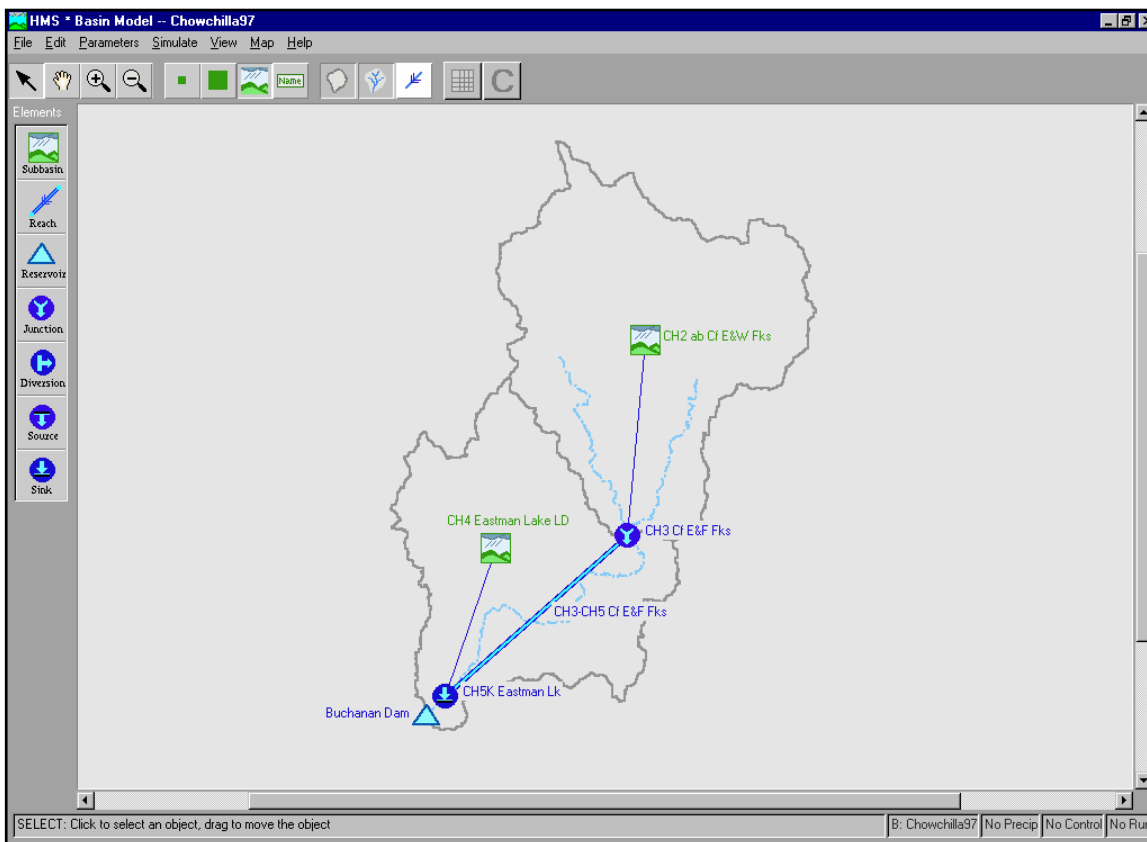 HMS * Basin Model -- Chowchilla97
File Edit Parameters Simulate View Map Help
Name
C
Elements
Subbasin
Reach
Reservoir
Junction
Diversion
Source
Sink
CH2 ab Cf E&W Fks
CH4 Eastman Lake LD
CH3 Cf E&F Fks
CH3-CH5 Cf E&F Fks
CH5K Eastman Lk
Buchanan Dam
SELECT: Click to select an object, drag to move the object
B: Chowchilla97 No Precip No Control No Run